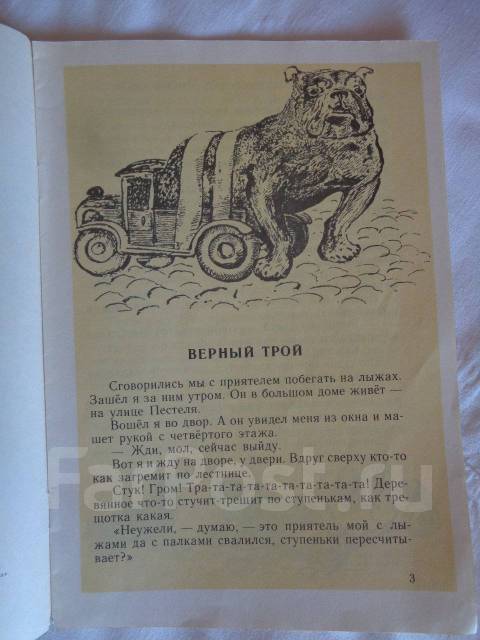 ВЕРНЫЙ ТРОЙ
Сговорились мы с приятелем побегать на лыжах.
Зашёл я за ним утром. Он в большом доме живёт —
на улице Пестеля.
Вошёл я во двор. А он увидел меня из окна и ма-
шет рукой с четвёртого этажа.
— Жди, мол, сейчас выйду.
Вот я и жду на дворе, у двери. Вдруг сверху кто-то
как загремит по лестнице.
Стук! Гром! Тра-та-та-та-та-та-та-та-та-та! Дере-
вянное что-то стучит-трещит по ступенькам, как тре-
щотка какая.
«Неужели, — думаю, — это приятель мой с лы-
жами да с палками свалился, ступеньки пересчиты-
вает?»
3